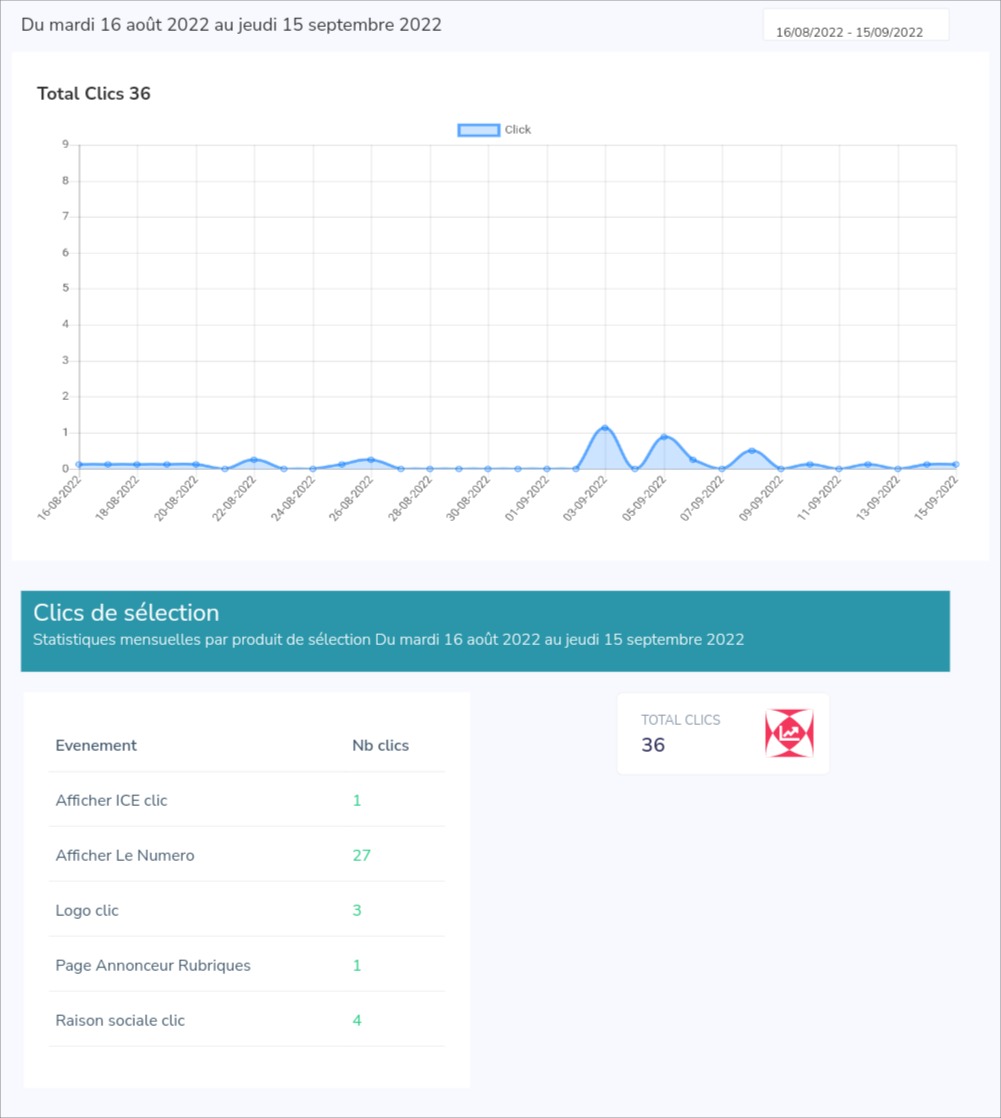 Du mardi 16 août 2022 au jeudi 15 septembre 2022
16/08/2022 - 15/09/2022
Total Clics 36
Click
9
8
7
6
5
4
3
2
1
0
16-08-2022 18-08-2022 20-08-2022 22-08-2022 24-08-2022 26-08-2022 28-08-2022 30-08-2022 01-09-2022 03-09-2022 05-09-2022 07-09-2022 09-09-2022 11-09-2022 13-09-2022 15-09-2022
Clics de sélection
Statistiques mensuelles par produit de sélection Du mardi 16 août 2022 au jeudi 15 septembre 2022
TOTAL CLICS
36
Evenement Nb clics
Afficher ICE clic 1
Afficher Le Numero 27
Logo clic 3
Page Annonceur Rubriques 1
Raison sociale clic 4